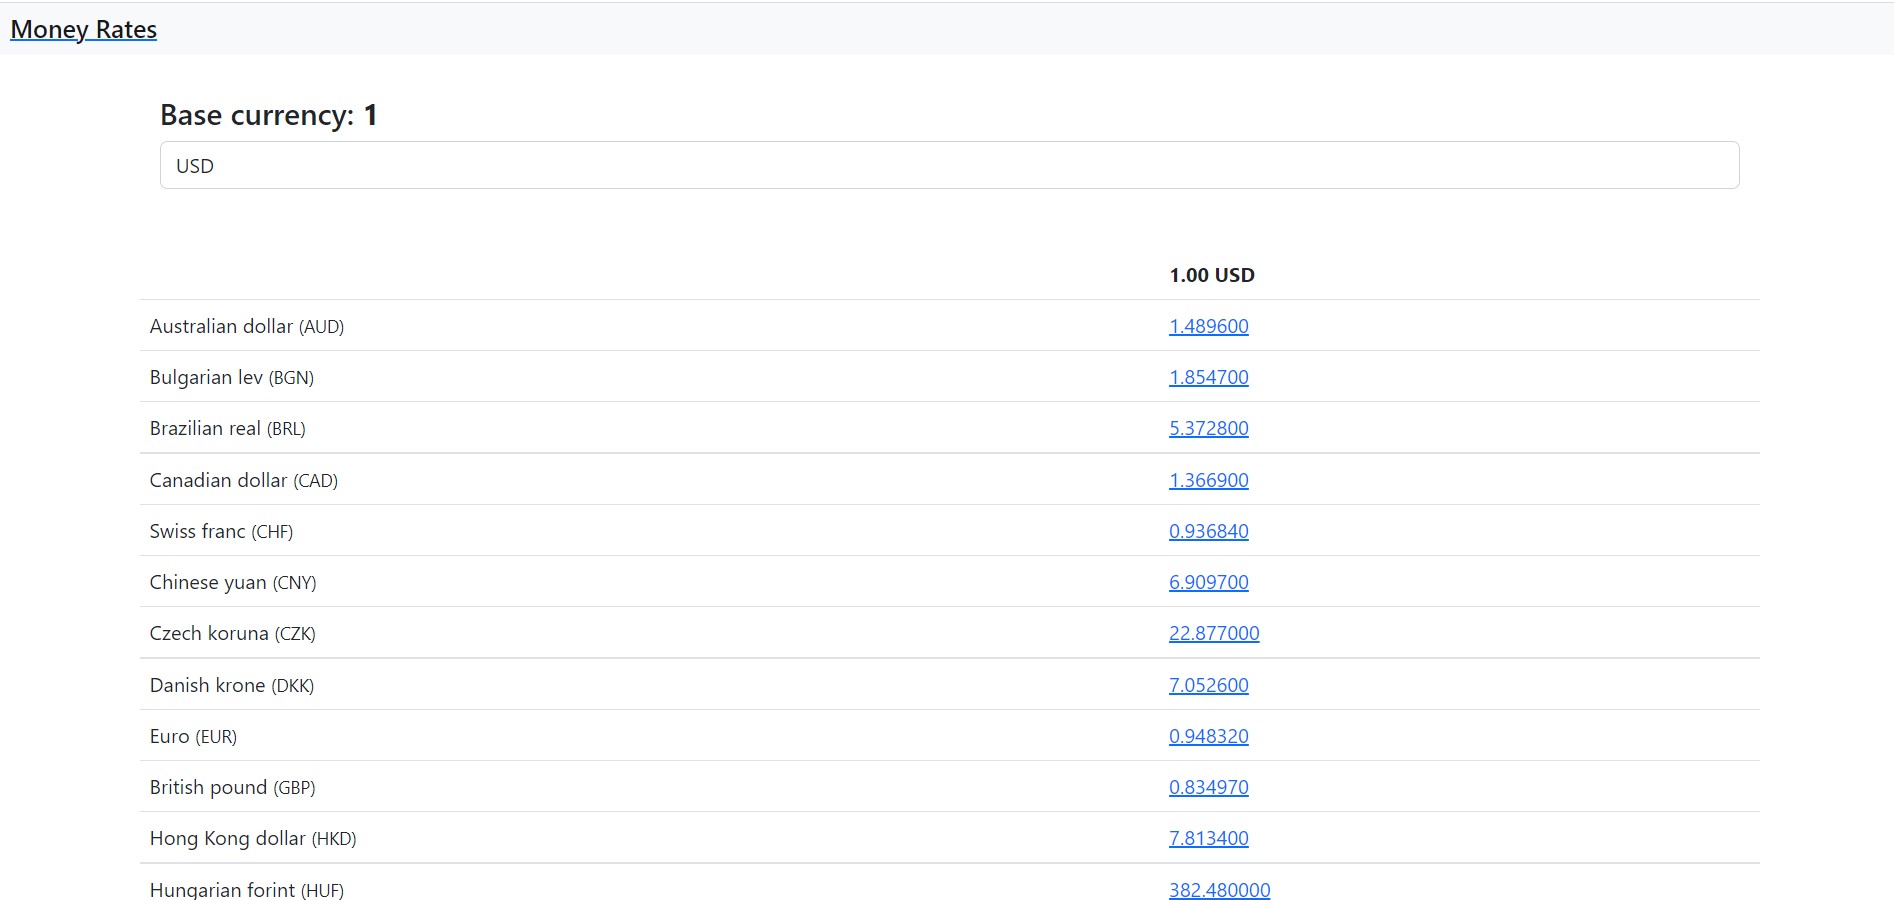 Money Rates
Base currency: 1
USD
1.00 USD
Australian dollar (AUD) 1.489600
Bulgarian lev (BGN) 1.854700
Brazilian real (BRL) 5.372800
Canadian dollar (CAD) 1.366900
Swiss franc (CHF) 0.936840
Chinese yuan (CNY) 6.909700
Czech koruna (CZK) 22.877000
Danish krone (DKK) 7.052600
Euro (EUR) 0.948320
British pound (GBP) 0.834970
Hong Kong dollar (HKD) 7.813400
Hungarian forint (HUF) 382.480000